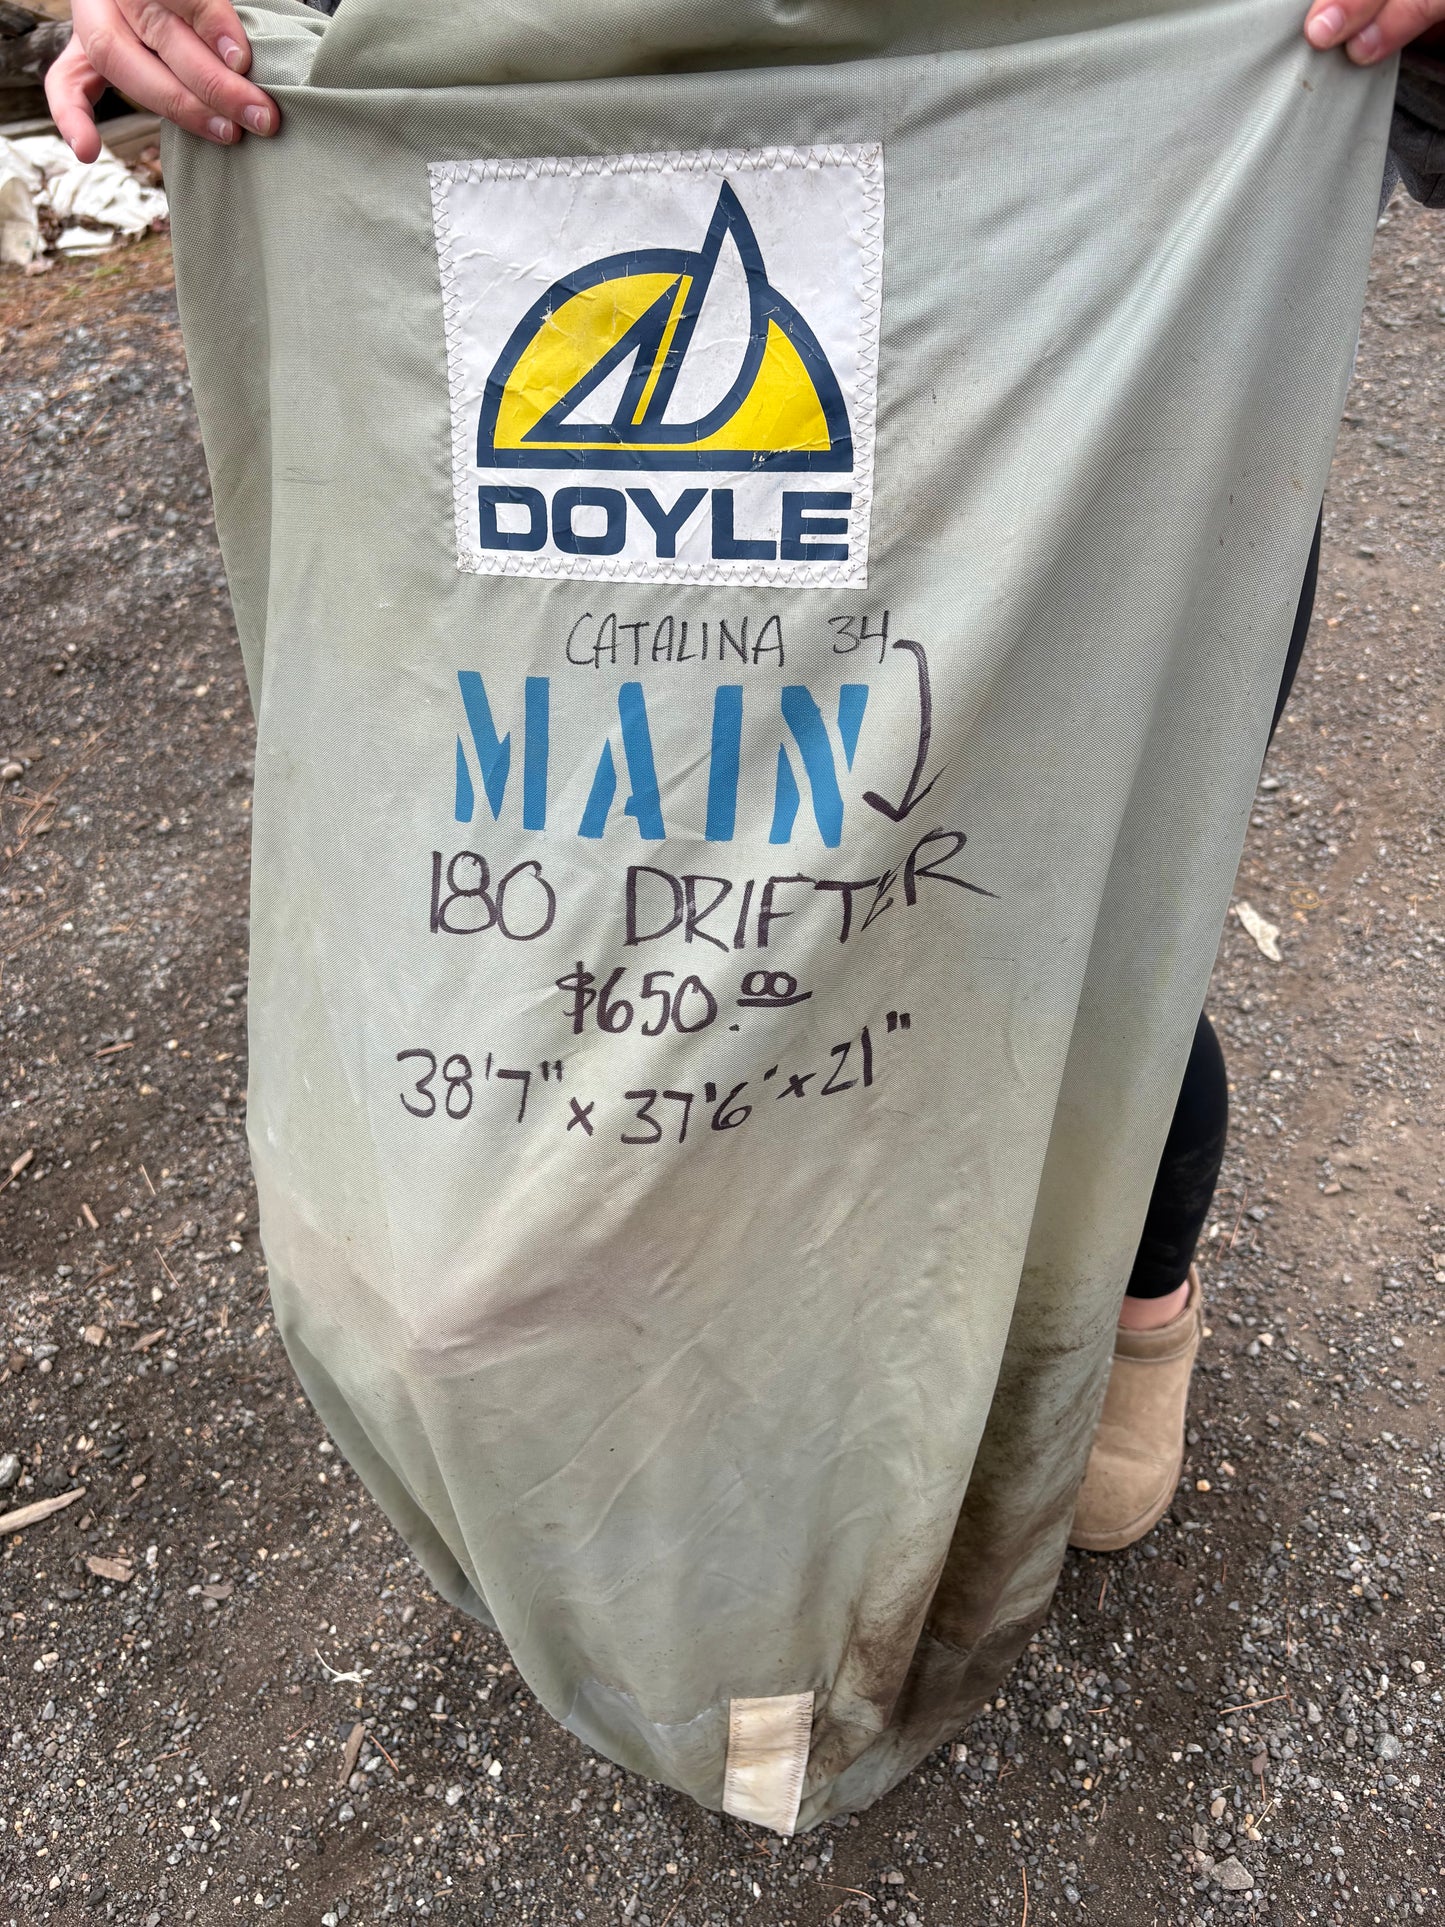 DOYLE
CATALINA 34
MAIN
180 DRIFTER
$650.00
38'7" x 37'6" x 21"